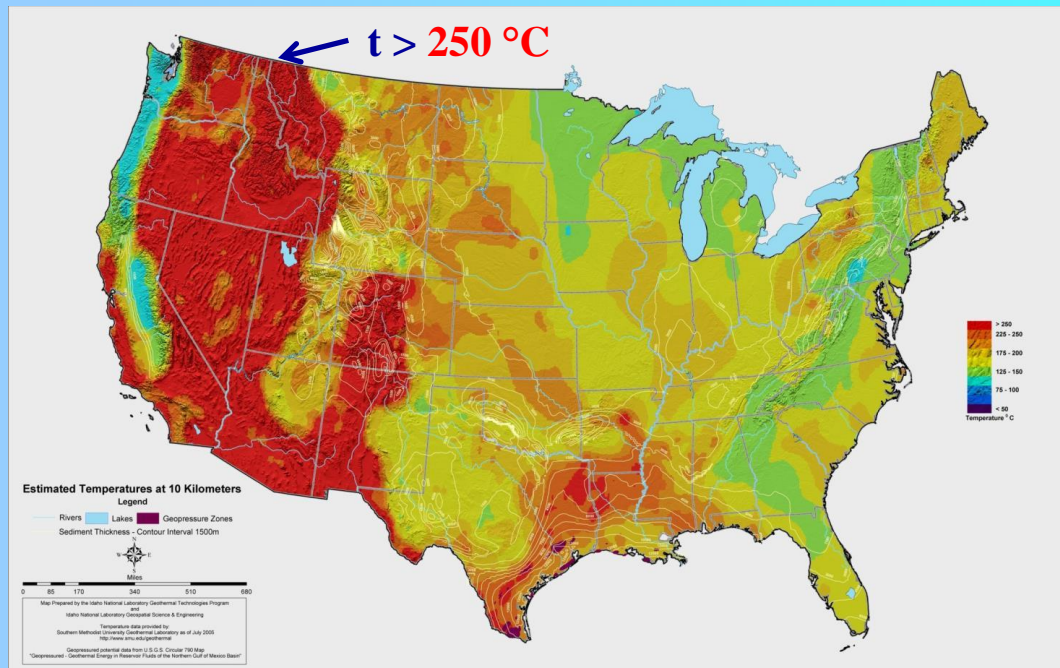 t > 250 °C
> 250
225 - 250
175 - 200
125 - 150
75 - 100
< 50
Temperature ° C
Estimated Temperatures at 10 Kilometers
Legend
Rivers Lakes Geopressure Zones
Sediment Thickness - Contour Interval 1500m
N
W E
S
Miles
0 85 170 340 510 680
Map Prepared by the Idaho National Laboratory Geothermal Technologies Program
and
Idaho National Laboratory Geospatial Science & Engineering
Temperature data provided by:
Southern Methodist University Geothermal Laboratory as of July 2005
http://www.smu.edu/geothermal
Geopressured potential data from U.S.G.S. Circular 790 Map
"Geopressured - Geothermal Energy in Reservoir Fluids of the Northern Gulf of Mexico Basin"